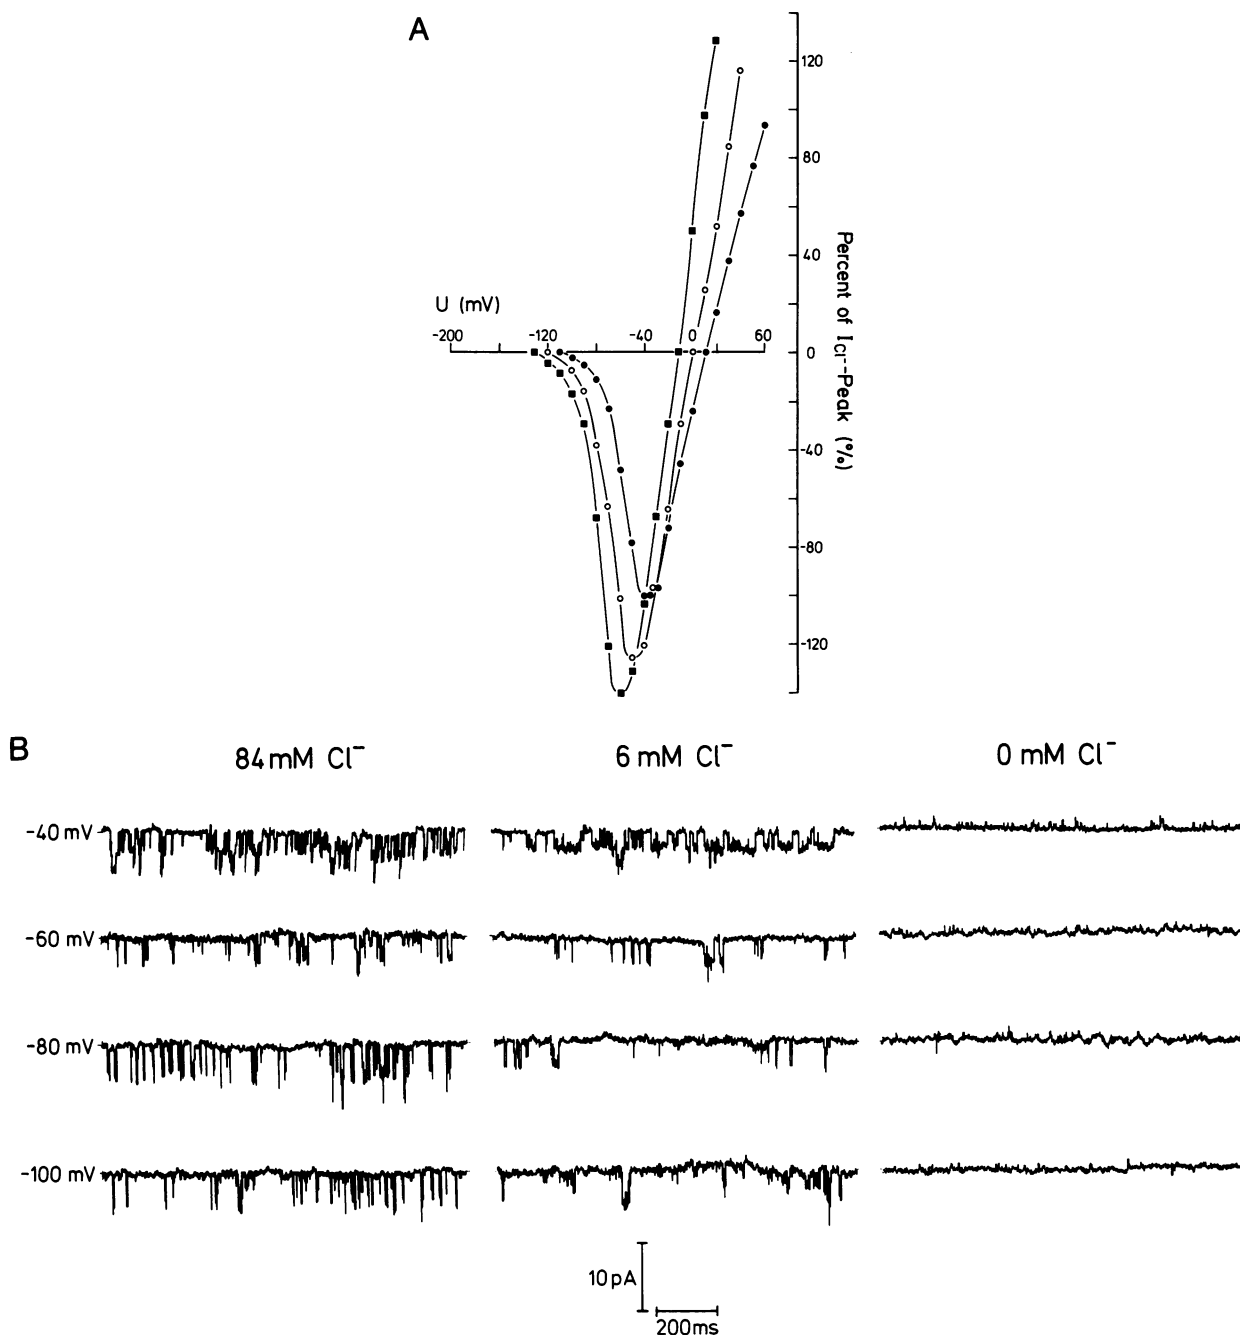 A
U (mV)
-200
-120
-40
0
60
120
80
40
0
-40
-80
-120
Percent of I Cl⁻-Peak (%)
B
84 mM Cl⁻
6 mM Cl⁻
0 mM Cl⁻
-40 mV
-60 mV
-80 mV
-100 mV
10 pA
200ms